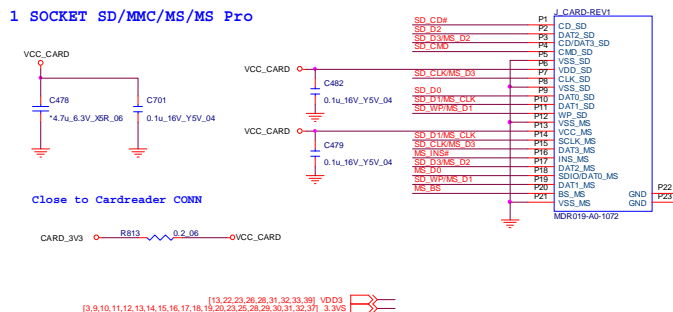 1 SOCKET SD/MMC/MS/MS Pro
J_CARD-REV1
VCC_CARD
C478
*4.7u_6.3V_X5R_06
C701
0.1u_16V_Y5V_04
VCC_CARD
C482
0.1u_16V_Y5V_04
VCC_CARD
C479
0.1u_16V_Y5V_04
SD_CD# P1 CD_SD
SD_D2 P2 DAT2_SD
SD_D3/MS_D2 P3 CD/DAT3_SD
SD_CMD P4 CMD_SD
P5 VSS_SD
P6 VDD_SD
SD_CLK/MS_D3 P7 CLK_SD
P8 VSS_SD
SD_D0 P9 DAT0_SD
SD_D1/MS_CLK P10 DAT1_SD
SD_WP/MS_D1 P11 WP_SD
P12 VSS_MS
P13 VCC_MS
SD_D1/MS_CLK P14 SCLK_MS
SD_CLK/MS_D3 P15 DAT3_MS
MS_INS# P16 INS_MS
SD_D3/MS_D2 P17 DAT2_MS
MS_D0 P18 SDIO/DAT0_MS
SD_WP/MS_D1 P19 DAT1_MS
MS_BS P20 BS_MS GND P22
P21 VSS_MS GND P23
MDR019-A0-1072
Close to Cardreader CONN
CARD_3V3 R813 0.2_06 VCC_CARD
[13,22,23,26,28,31,32,33,39] VDD3
[3,9,10,11,12,13,14,15,16,17,18,19,20,23,25,28,29,30,31,32,37] 3.3VS